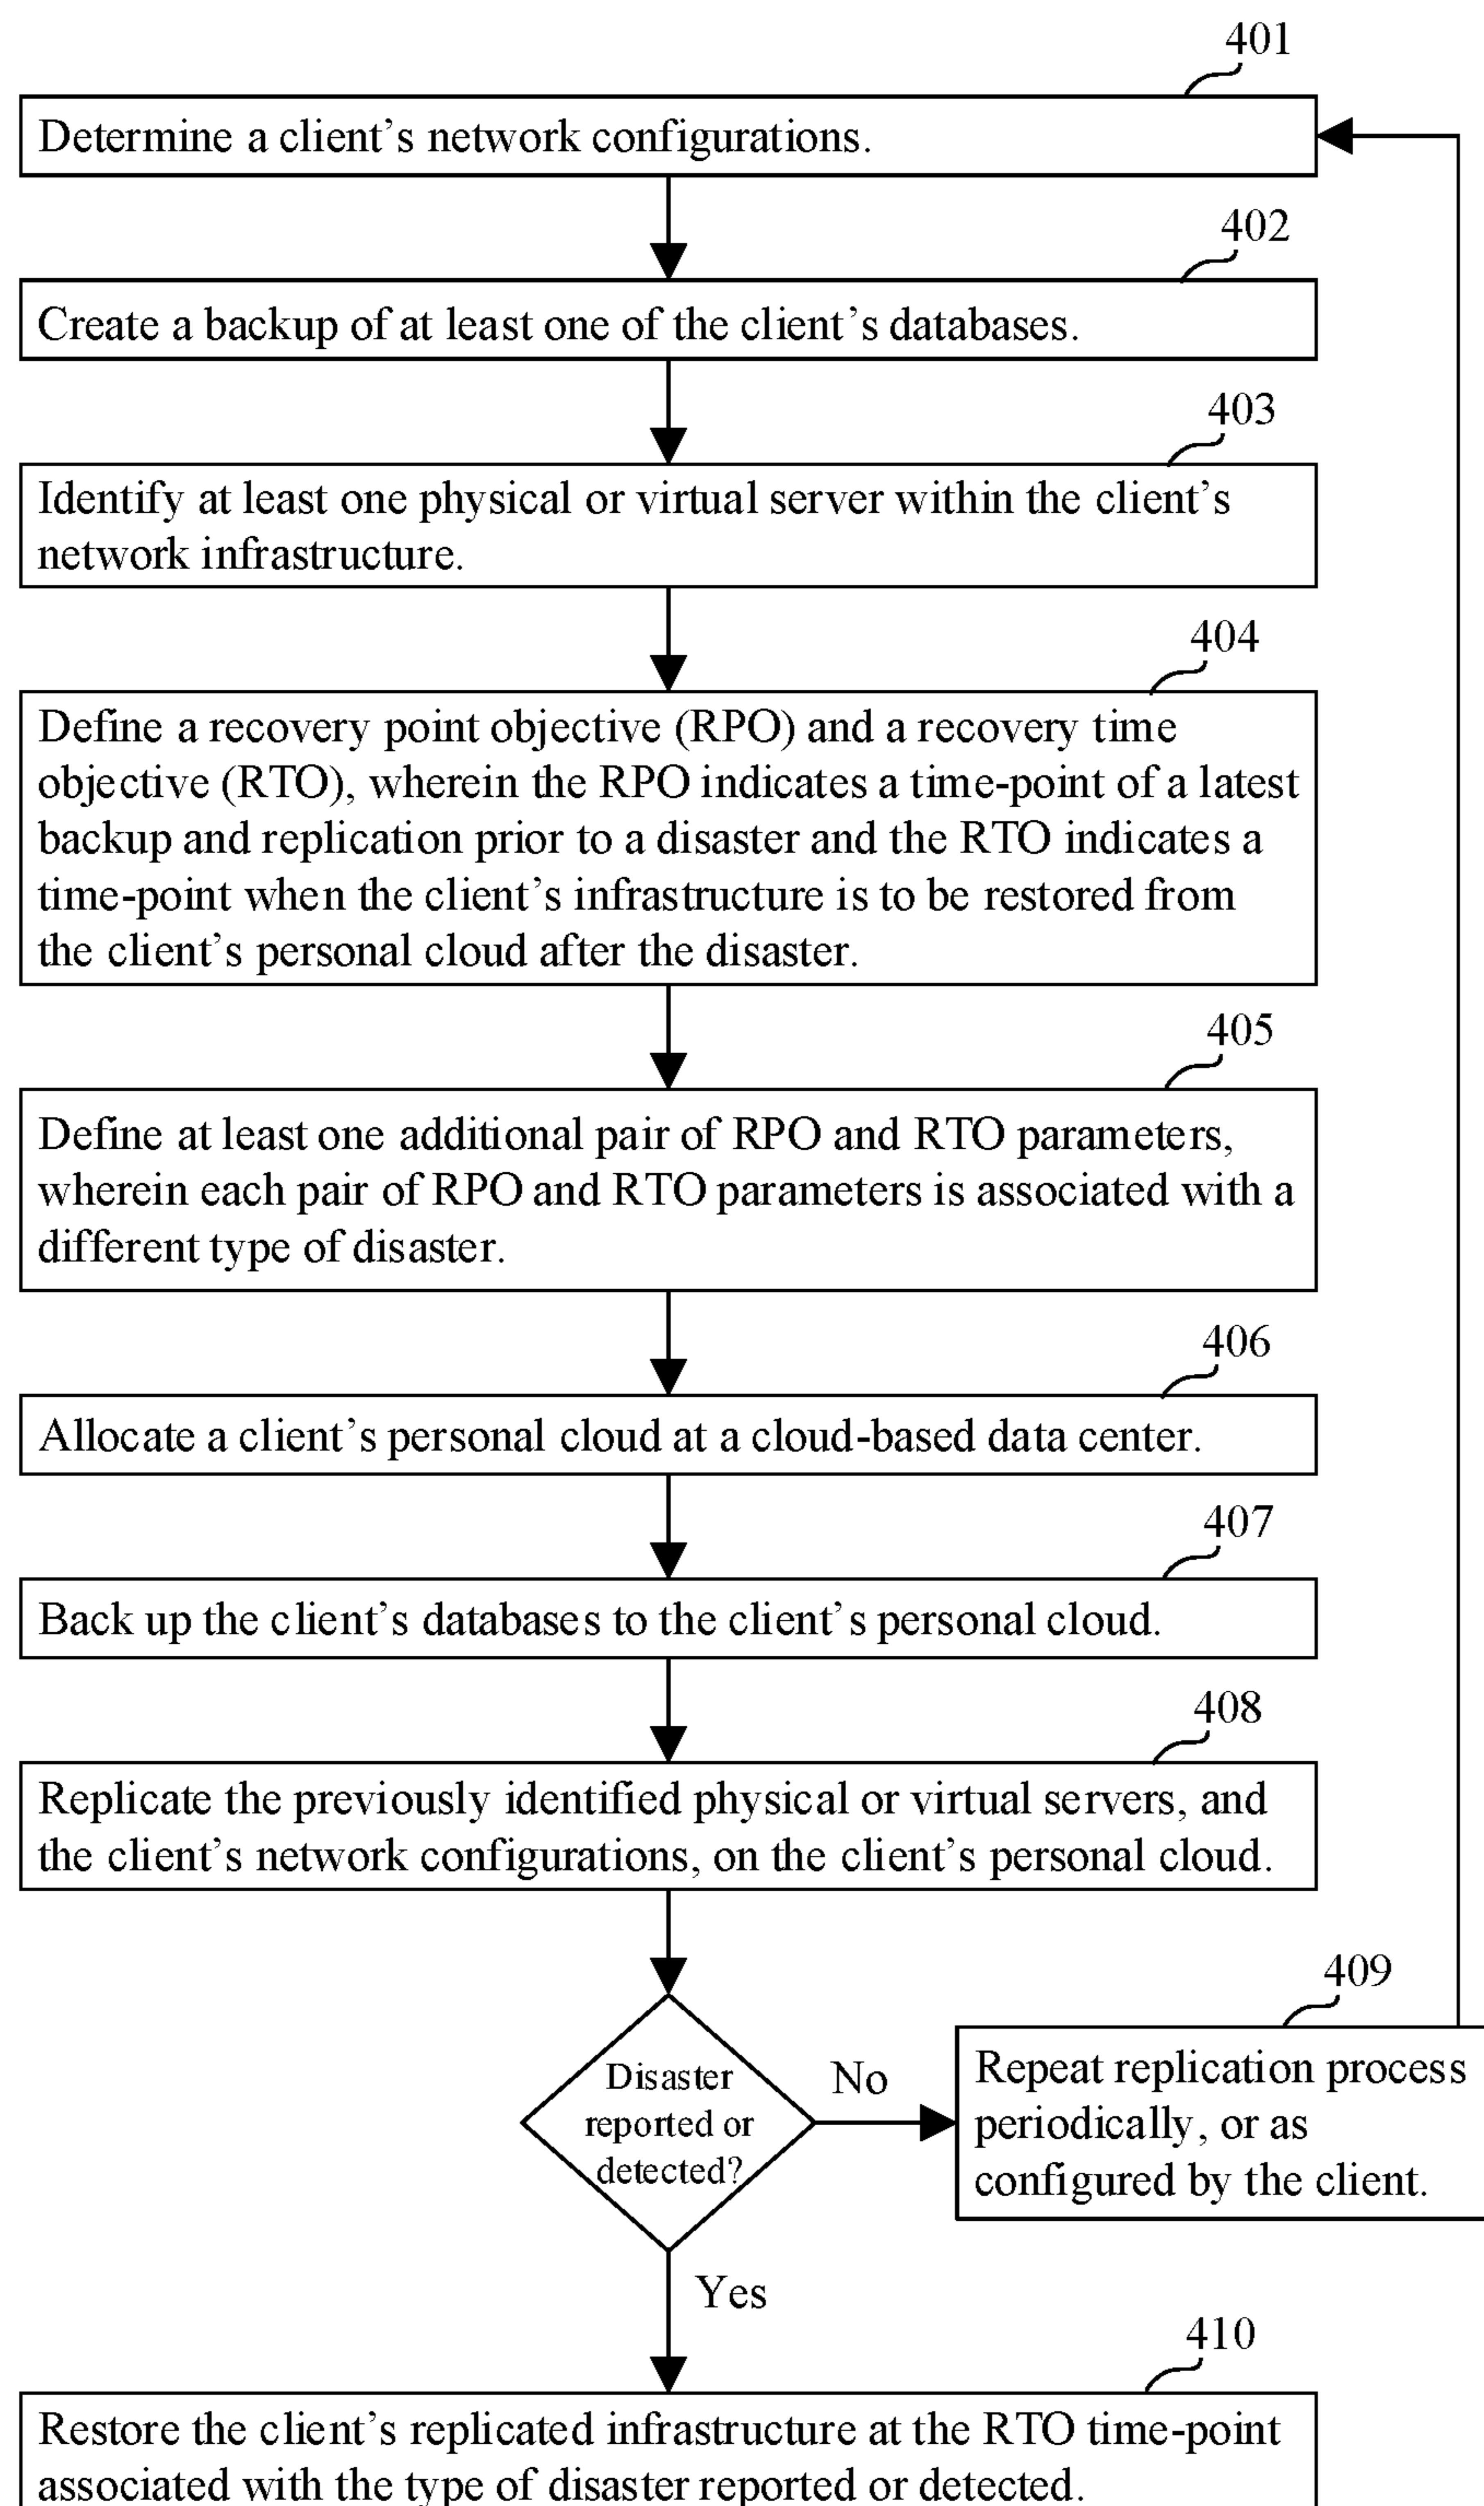 401
Determine a client’s network configurations.
402
Create a backup of at least one of the client’s databases.
403
Identify at least one physical or virtual server within the client’s
network infrastructure.
404
Define a recovery point objective (RPO) and a recovery time
objective (RTO), wherein the RPO indicates a time-point of a latest
backup and replication prior to a disaster and the RTO indicates a
time-point when the client’s infrastructure is to be restored from
the client’s personal cloud after the disaster.
405
Define at least one additional pair of RPO and RTO parameters,
wherein each pair of RPO and RTO parameters is associated with a
different type of disaster.
406
Allocate a client’s personal cloud at a cloud-based data center.
407
Back up the client’s databases to the client’s personal cloud.
408
Replicate the previously identified physical or virtual servers, and
the client’s network configurations, on the client’s personal cloud.
Disaster
reported or
detected?
No
409
Repeat replication process
periodically, or as
configured by the client.
Yes
410
Restore the client’s replicated infrastructure at the RTO time-point
associated with the type of disaster reported or detected.